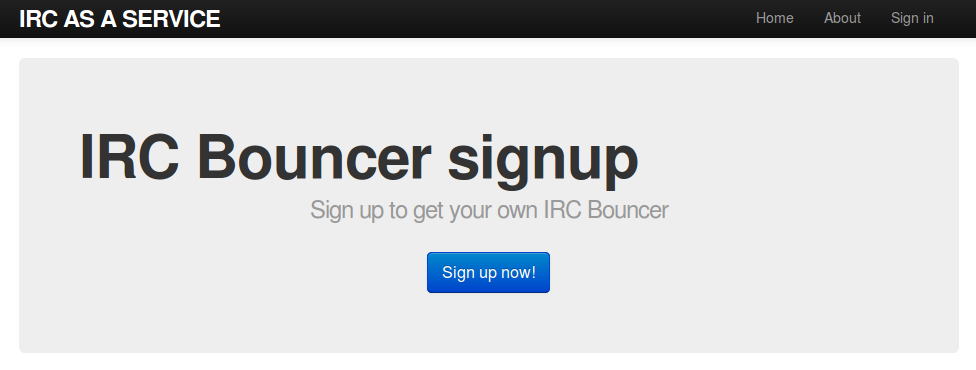 IRC AS A SERVICE
Home About Sign in
IRC Bouncer signup
Sign up to get your own IRC Bouncer
Sign up now!